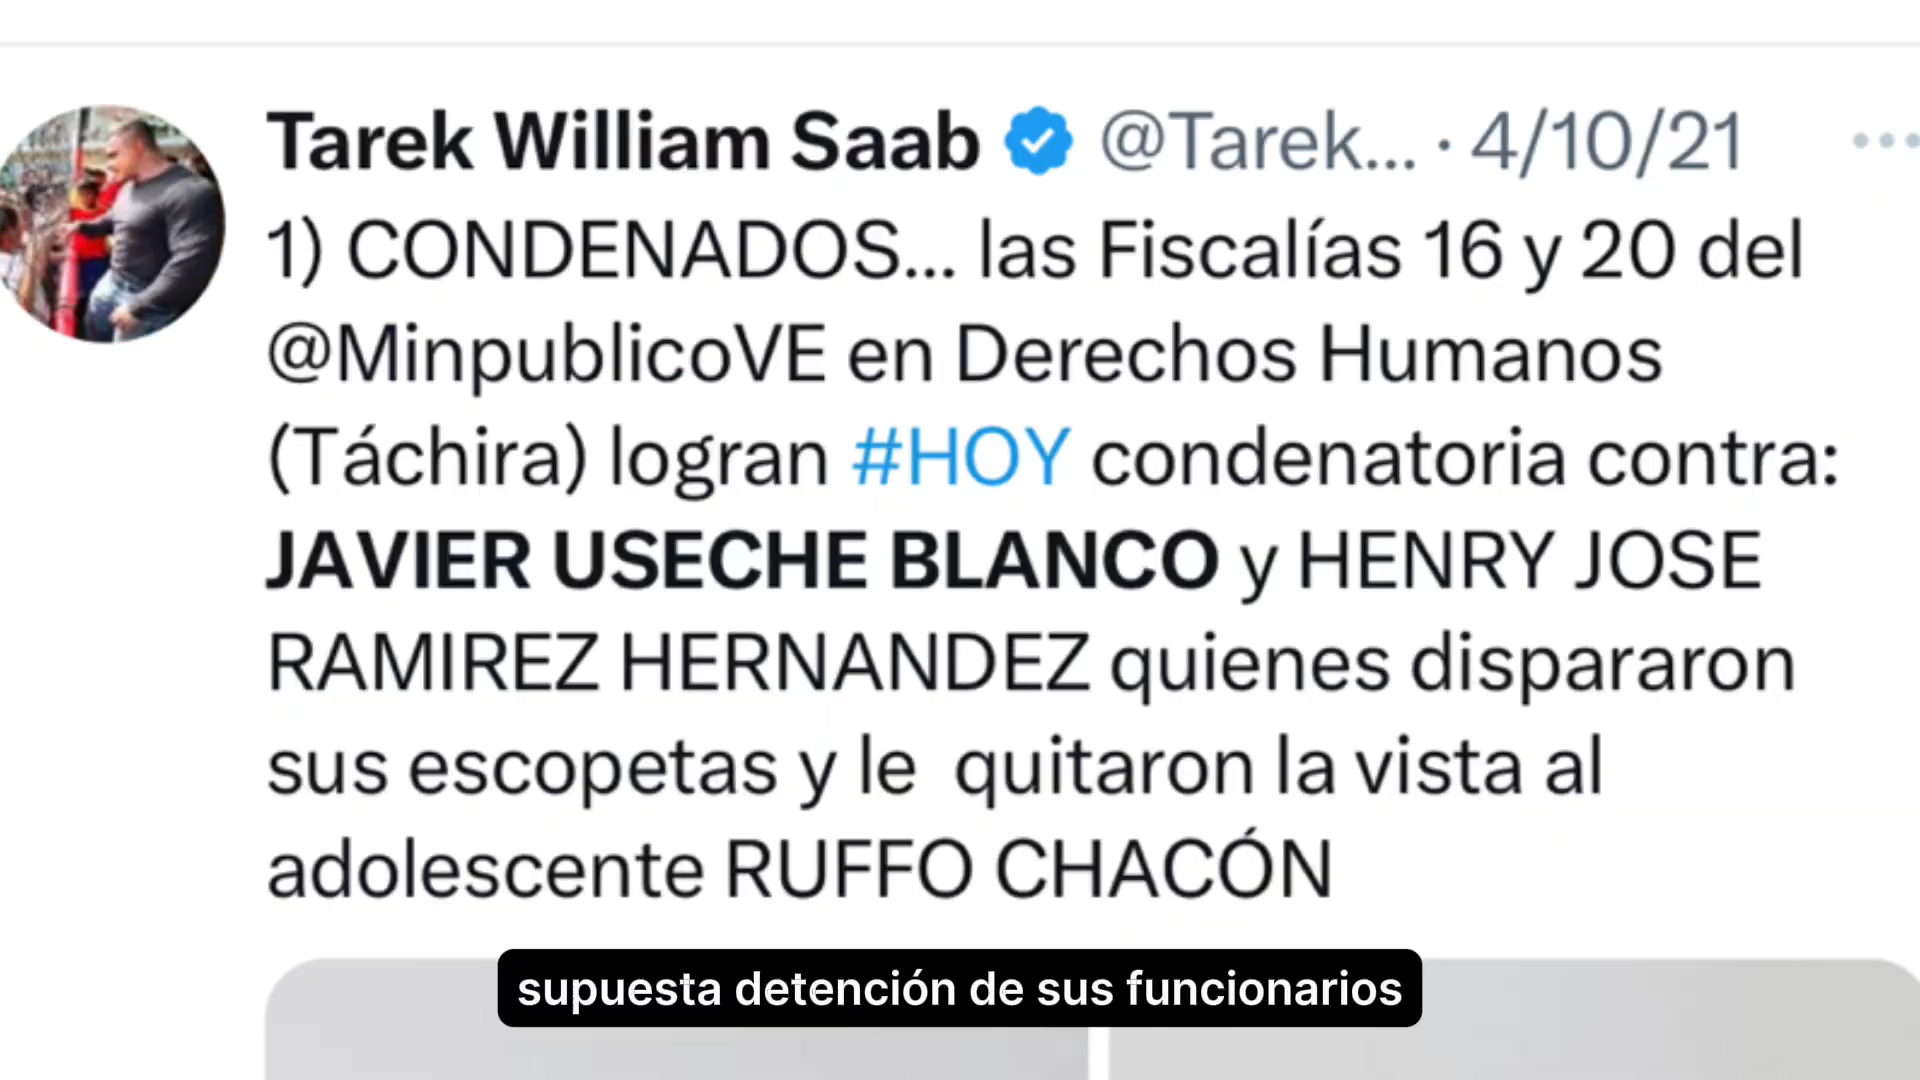 Tarek William Saab @Tarek... · 4/10/21
1) CONDENADOS... las Fiscalías 16 y 20 del
@MinpublicoVE en Derechos Humanos
(Táchira) logran #HOY condenatoria contra:
JAVIER USECHE BLANCO y HENRY JOSE
RAMIREZ HERNANDEZ quienes dispararon
sus escopetas y le quitaron la vista al
adolescente RUFFO CHACÓN
supuesta detención de sus funcionarios